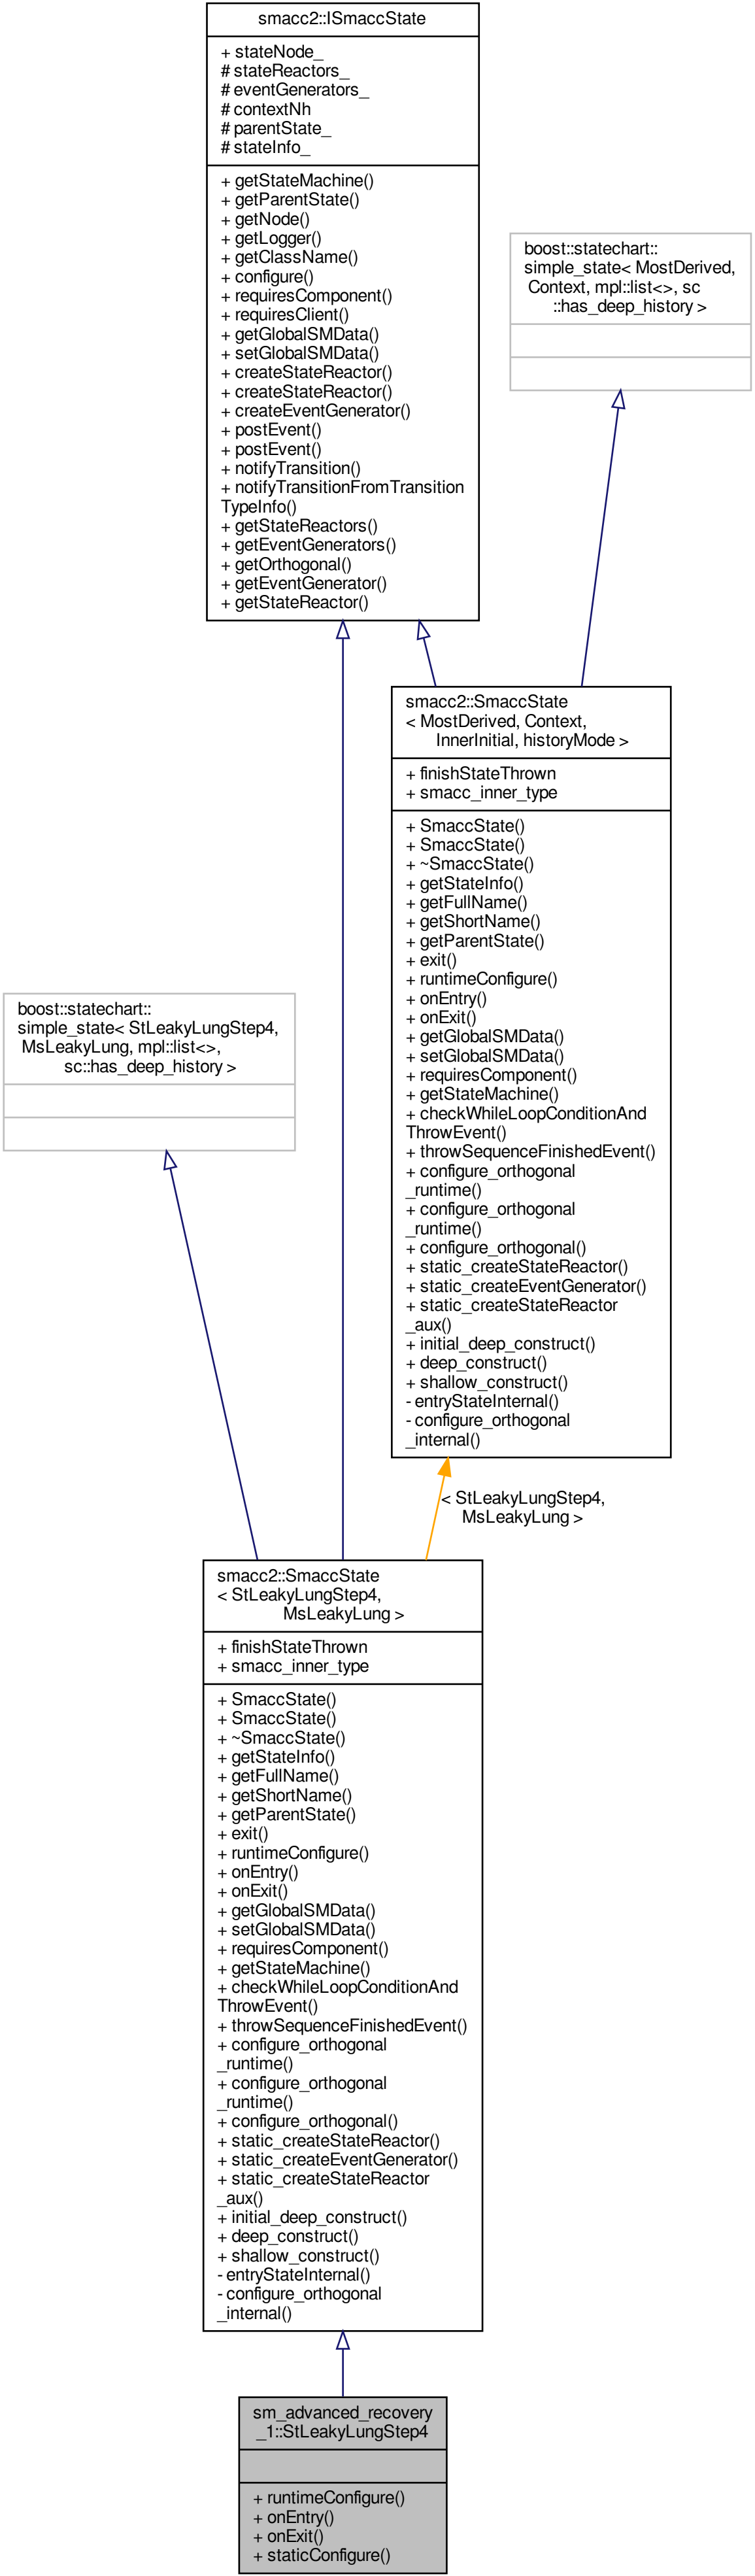 smacc2::ISmaccState
+ stateNode_
# stateReactors_
# eventGenerators_
# contextNh
# parentState_
# stateInfo_
+ getStateMachine()
+ getParentState()
+ getNode()
+ getLogger()
+ getClassName()
+ configure()
+ requiresComponent()
+ requiresClient()
+ getGlobalSMData()
+ setGlobalSMData()
+ createStateReactor()
+ createStateReactor()
+ createEventGenerator()
+ postEvent()
+ postEvent()
+ notifyTransition()
+ notifyTransitionFromTransition
TypeInfo()
+ getStateReactors()
+ getEventGenerators()
+ getOrthogonal()
+ getEventGenerator()
+ getStateReactor()
boost::statechart::
simple_state< MostDerived,
Context, mpl::list<>, sc
::has_deep_history >
smacc2::SmaccState
< MostDerived, Context,
InnerInitial, historyMode >
+ finishStateThrown
+ smacc_inner_type
+ SmaccState()
+ SmaccState()
+ ~SmaccState()
+ getStateInfo()
+ getFullName()
+ getShortName()
+ getParentState()
+ exit()
+ runtimeConfigure()
+ onEntry()
+ onExit()
+ getGlobalSMData()
+ setGlobalSMData()
+ requiresComponent()
+ getStateMachine()
+ checkWhileLoopConditionAnd
ThrowEvent()
+ throwSequenceFinishedEvent()
+ configure_orthogonal
_runtime()
+ configure_orthogonal
_runtime()
+ configure_orthogonal()
+ static_createStateReactor()
+ static_createEventGenerator()
+ static_createStateReactor
_aux()
+ initial_deep_construct()
+ deep_construct()
+ shallow_construct()
- entryStateInternal()
- configure_orthogonal
_internal()
boost::statechart::
simple_state< StLeakyLungStep4,
MsLeakyLung, mpl::list<>,
sc::has_deep_history >
< StLeakyLungStep4,
MsLeakyLung >
smacc2::SmaccState
< StLeakyLungStep4,
MsLeakyLung >
+ finishStateThrown
+ smacc_inner_type
+ SmaccState()
+ SmaccState()
+ ~SmaccState()
+ getStateInfo()
+ getFullName()
+ getShortName()
+ getParentState()
+ exit()
+ runtimeConfigure()
+ onEntry()
+ onExit()
+ getGlobalSMData()
+ setGlobalSMData()
+ requiresComponent()
+ getStateMachine()
+ checkWhileLoopConditionAnd
ThrowEvent()
+ throwSequenceFinishedEvent()
+ configure_orthogonal
_runtime()
+ configure_orthogonal
_runtime()
+ configure_orthogonal()
+ static_createStateReactor()
+ static_createEventGenerator()
+ static_createStateReactor
_aux()
+ initial_deep_construct()
+ deep_construct()
+ shallow_construct()
- entryStateInternal()
- configure_orthogonal
_internal()
sm_advanced_recovery
_1::StLeakyLungStep4
+ runtimeConfigure()
+ onEntry()
+ onExit()
+ staticConfigure()